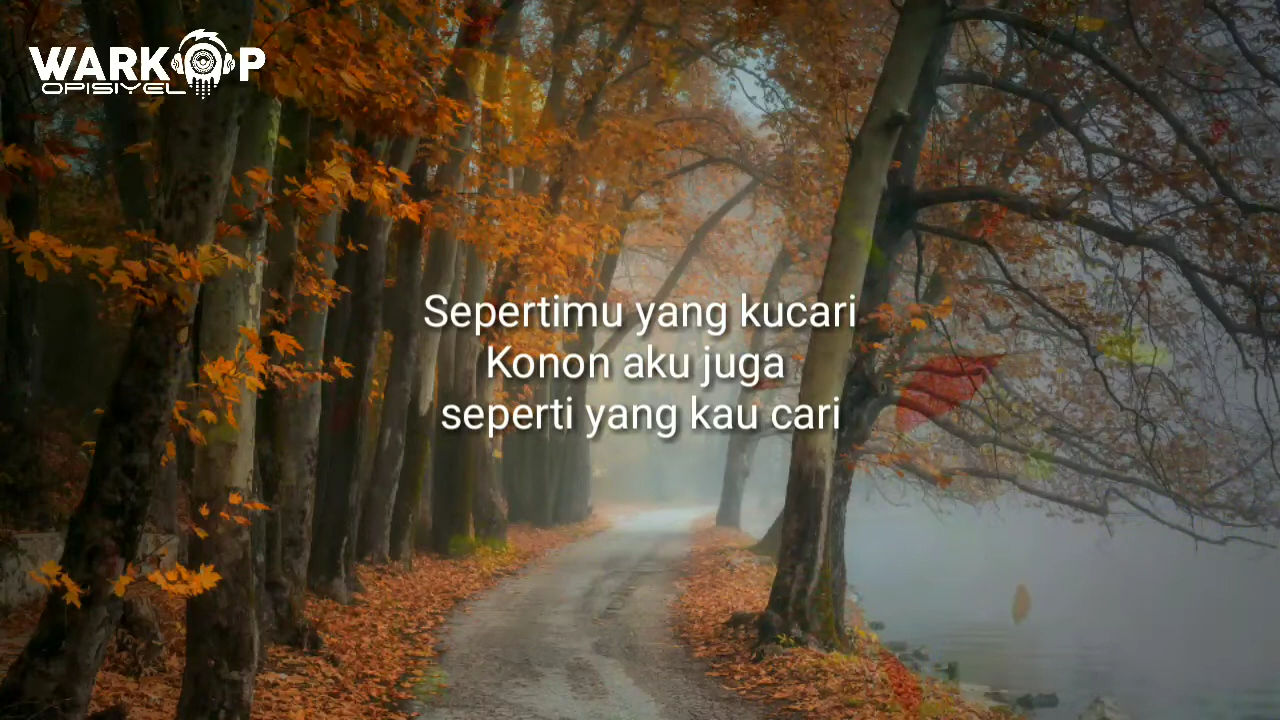 WARKOP
OPISIYEL
Sepertimu yang kucari
Konon aku juga
seperti yang kau cari